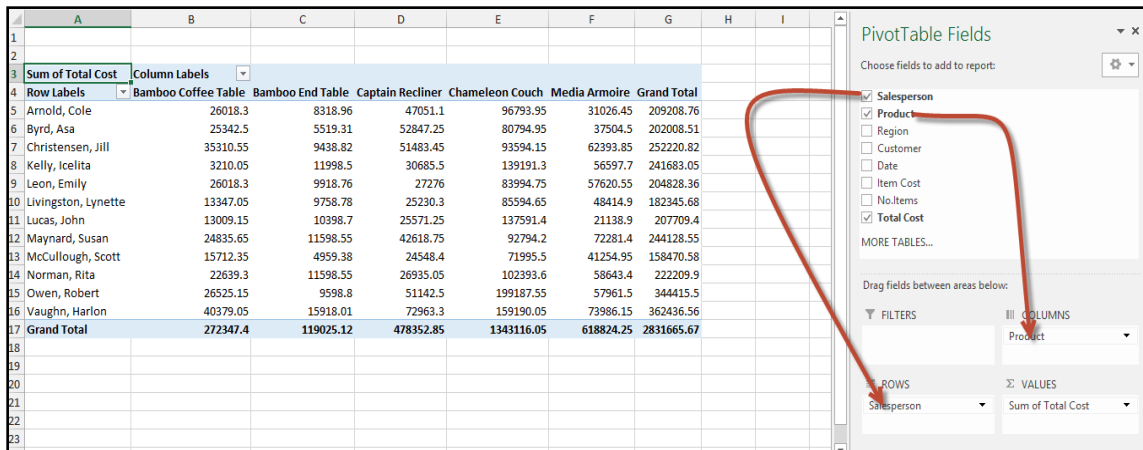 A B C D E F G H I
1
2
3 Sum of Total Cost Column Labels
4 Row Labels Bamboo Coffee Table Bamboo End Table Captain Recliner Chameleon Couch Media Armoire Grand Total
5 Arnold, Cole 26018.3 8318.96 47051.1 96793.95 31026.45 209208.76
6 Byrd, Asa 25342.5 5519.31 52847.25 80794.95 37504.5 202008.51
7 Christensen, Jill 35310.55 9438.82 51483.45 93594.15 62393.85 252220.82
8 Kelly, Icelita 3210.05 11998.5 30685.5 139191.3 56597.7 241683.05
9 Leon, Emily 26018.3 9918.76 27276 83994.75 57620.55 204828.36
10 Livingston, Lynette 13347.05 9758.78 25230.3 85594.65 48414.9 182345.68
11 Lucas, John 13009.15 10398.7 25571.25 137591.4 21138.9 207709.4
12 Maynard, Susan 24835.65 11598.55 42618.75 92794.2 72281.4 244128.55
13 McCullough, Scott 15712.35 4959.38 24548.4 71995.5 41254.95 158470.58
14 Norman, Rita 22639.3 11598.55 26935.05 102393.6 58643.4 222209.9
15 Owen, Robert 26525.15 9598.8 51142.5 199187.55 57961.5 344415.5
16 Vaughn, Harlon 40379.05 15918.01 72963.3 159190.05 73986.15 362436.56
17 Grand Total 272347.4 119025.12 478352.85 1343116.05 618824.25 2831665.67
18
19
20
21
22
23
PivotTable Fields
Choose fields to add to report:
Salesperson
Product
Region
Customer
Date
Item Cost
No.Items
Total Cost
MORE TABLES...
Drag fields between areas below:
FILTERS COLUMNS
Product
ROWS Σ VALUES
Salesperson Sum of Total Cost